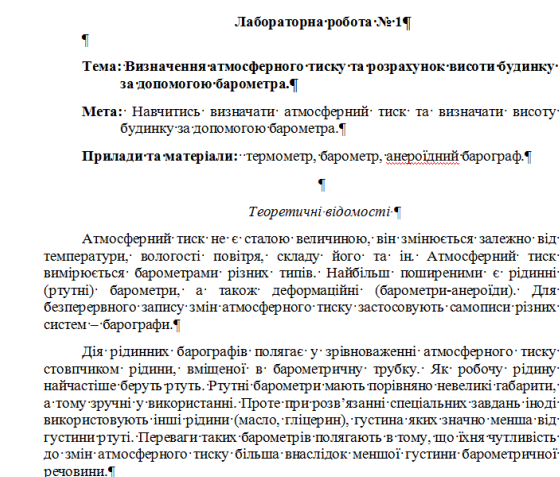 Лабораторна робота № 1
Тема: Визначення атмосферного тиску та розрахунок висоти будинку
за допомогою барометра.
Мета: Навчитись визначати атмосферний тиск та визначати висоту
будинку за допомогою барометра.
Прилади та матеріали: термометр, барометр, анероїдний барограф.
Теоретичні відомості
Атмосферний тиск не є сталою величиною, він змінюється залежно від
температури, вологості повітря, складу його та ін. Атмосферний тиск
вимірюється барометрами різних типів. Найбільш поширеними є рідинні
(ртутні) барометри, а також деформаційні (барометри-анероїди). Для
безперервного запису змін атмосферного тиску застосовують самописи різних
систем – барографи.
Дія рідинних барографів полягає у зрівноваженні атмосферного тиску
стовпчиком рідини, вміщеної в барометричну трубку. Як робочу рідину
найчастіше беруть ртуть. Ртутні барометри мають порівняно невеликі габарити,
а тому зручні у використанні. Проте при розв’язанні спеціальних завдань іноді
використовують інші рідини (масло, гліцерин), густина яких значно менша від
густини ртуті. Переваги таких барометрів полягають в тому, що їхня чутливість
до змін атмосферного тиску більша внаслідок меншої густини барометричної
речовини.